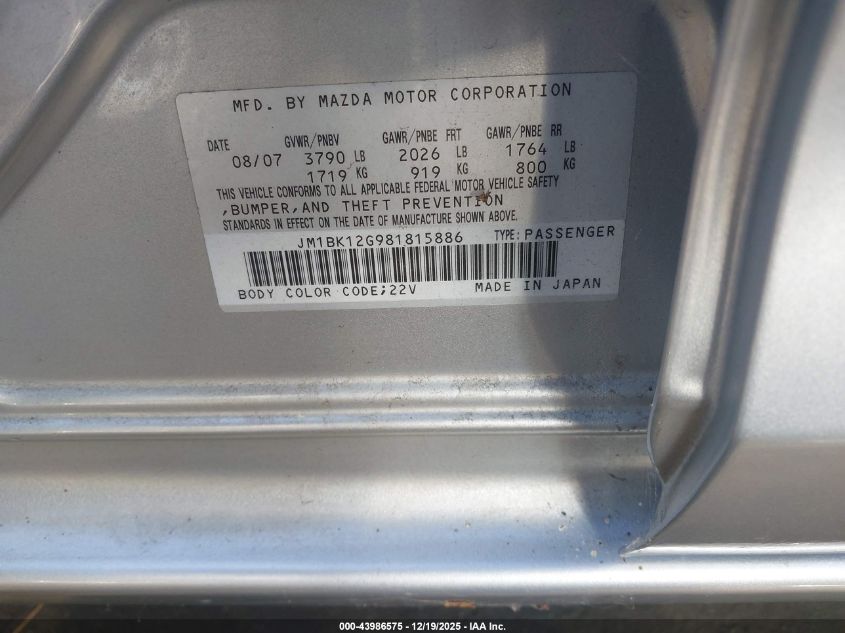 MFD. BY MAZDA MOTOR CORPORATION
DATE GVWR/PNBV GAWR/PNBE FRT GAWR/PNBE RR
08/07 3790 LB 2026 LB 1764 LB
1719 KG 919 KG 800 KG
THIS VEHICLE CONFORMS TO ALL APPLICABLE FEDERAL MOTOR VEHICLE SAFETY
,BUMPER,AND THEFT PREVENTION
STANDARDS IN EFFECT ON THE DATE OF MANUFACTURE SHOWN ABOVE.
JM1BK12G981815886 TYPE:PASSENGER
BODY COLOR CODE;22V MADE IN JAPAN
000-43986575 - 12/19/2025 - IAA Inc.